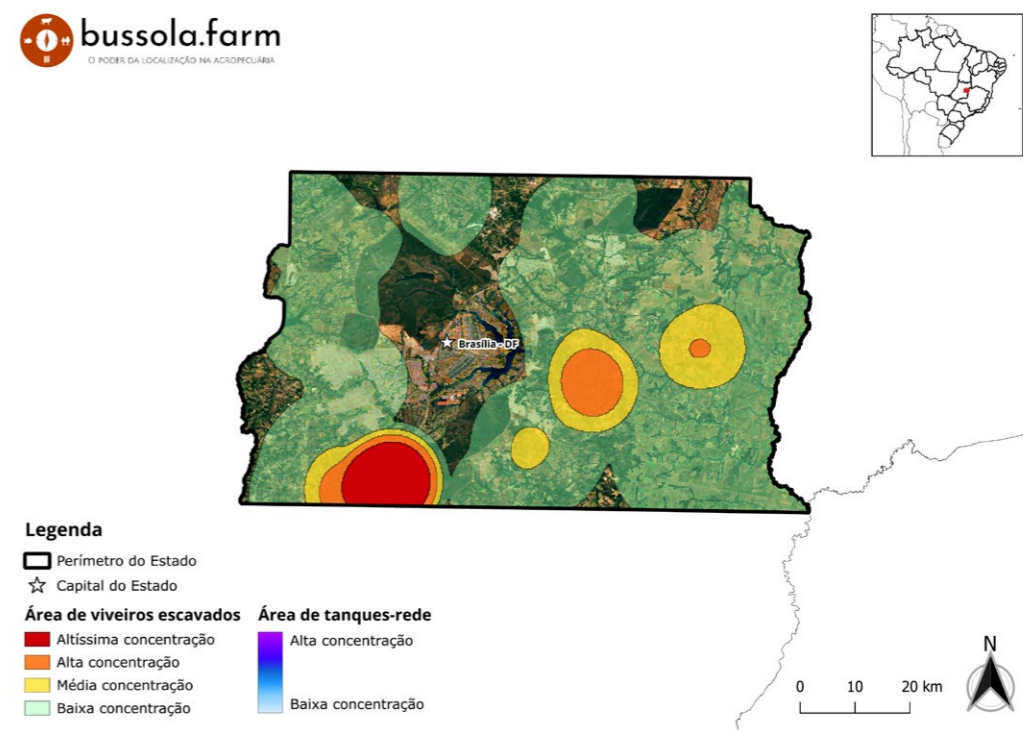 bussola.farm
O PODER DA LOCALIZAÇÃO NA AGROPECUÁRIA
Brasília - DF
Legenda
Perímetro do Estado
Capital do Estado
Área de viveiros escavados
Altíssima concentração
Alta concentração
Média concentração
Baixa concentração
Área de tanques-rede
Alta concentração
Baixa concentração
0 10 20 km
N